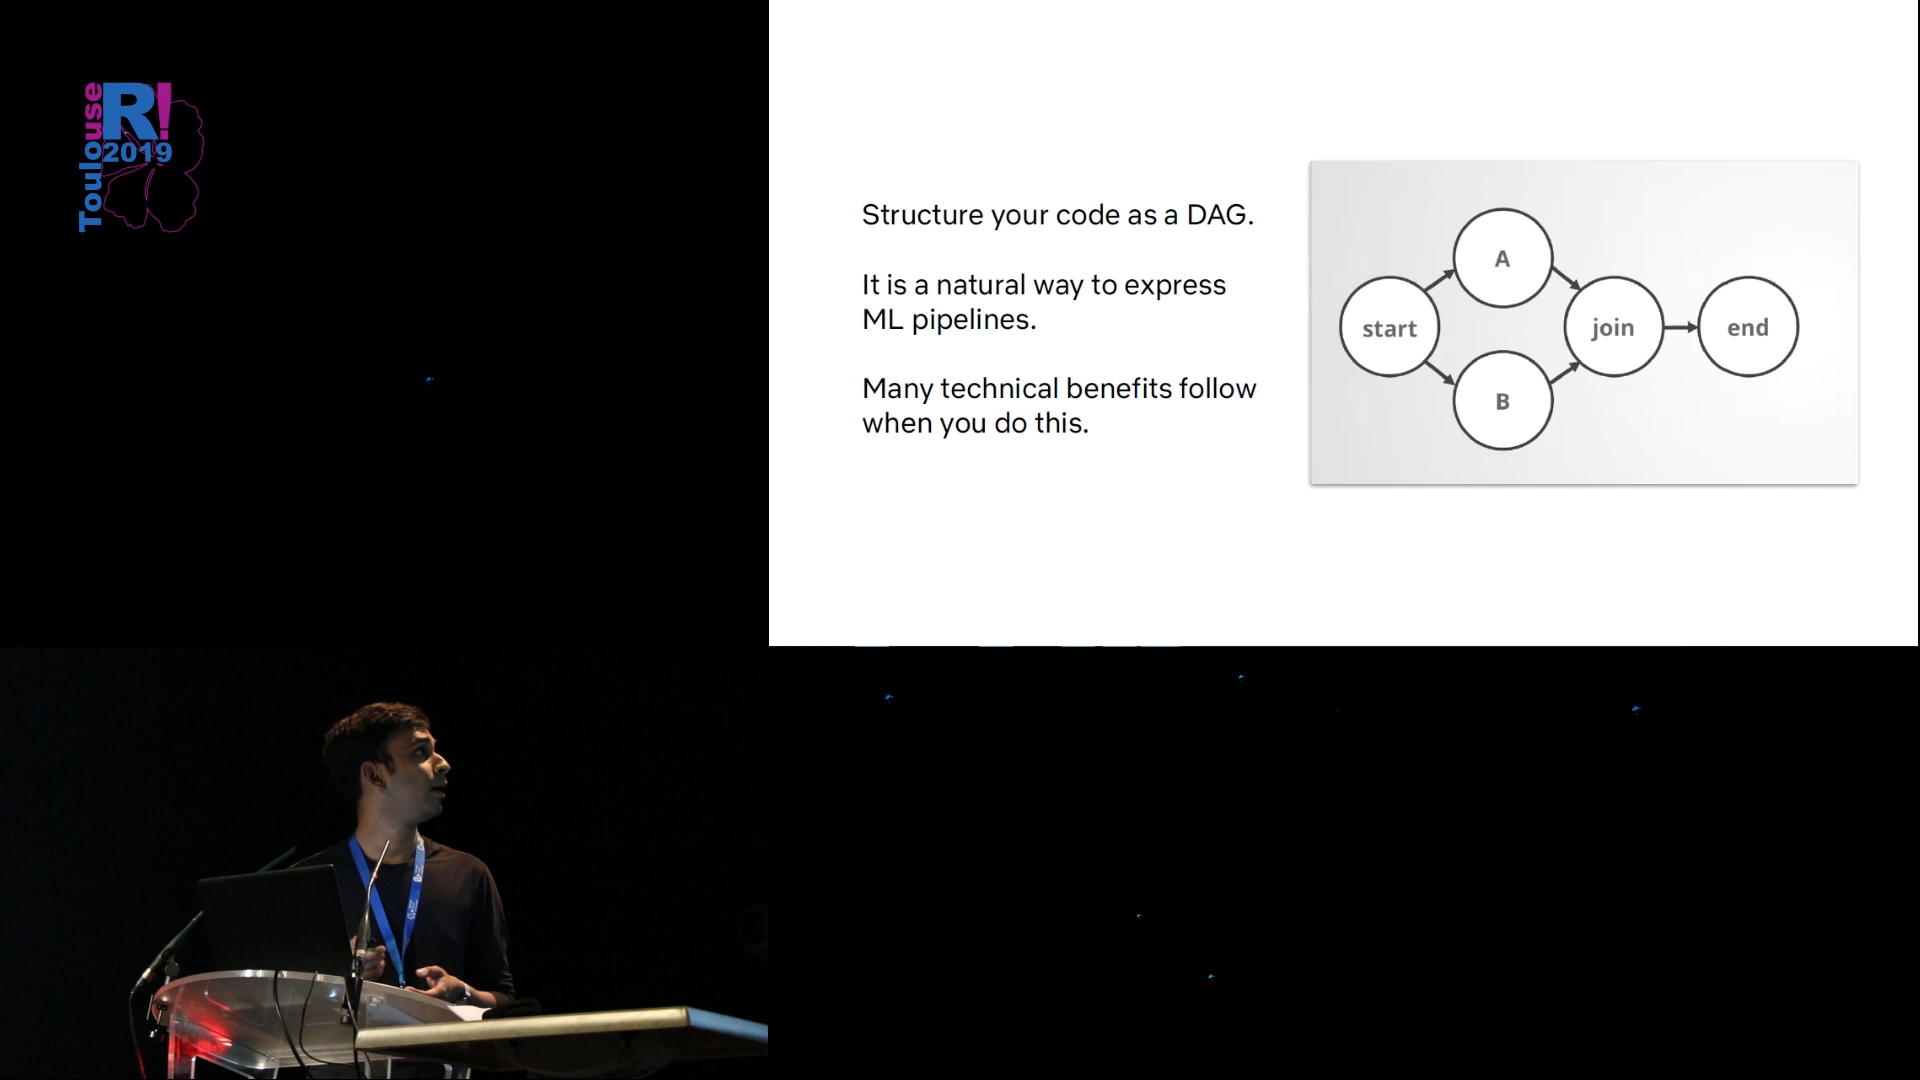 Toulouse
R!
2019
Structure your code as a DAG.
It is a natural way to express
ML pipelines.
Many technical benefits follow
when you do this.
start
A
B
join
end